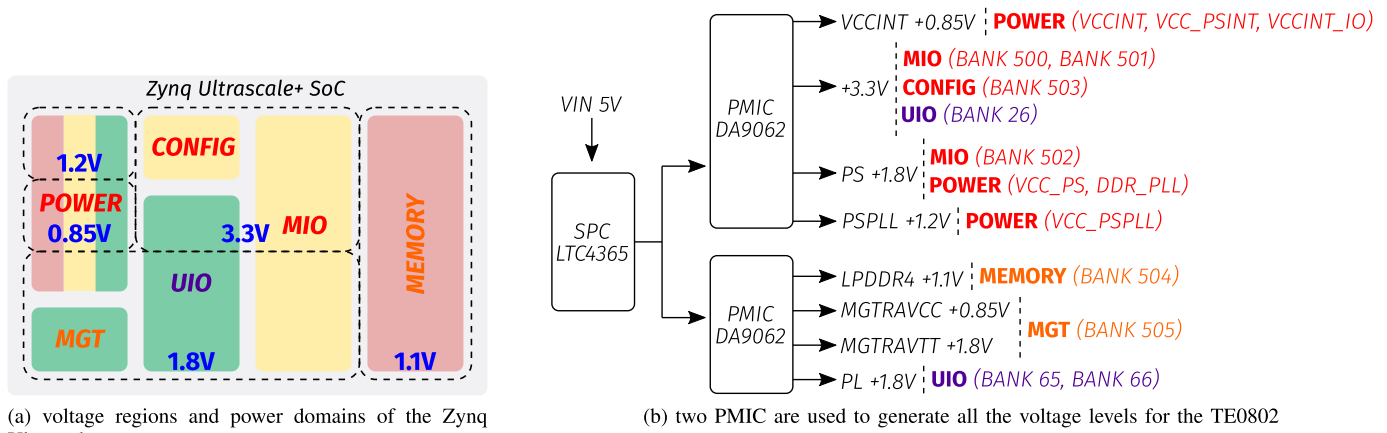 Zynq Ultrascale+ SoC
1.2V
CONFIG
POWER
0.85V
3.3V
MIO
MEMORY
UIO
MGT
1.8V
1.1V
(a) voltage regions and power domains of the Zynq
VIN 5V
SPC
LTC4365
PMIC
DA9062
VCCINT +0.85V
POWER (VCCINT, VCC_PSINT, VCCINT_IO)
+3.3V
MIO (BANK 500, BANK 501)
CONFIG (BANK 503)
UIO (BANK 26)
PS +1.8V
MIO (BANK 502)
POWER (VCC_PS, DDR_PLL)
PSPLL +1.2V
POWER (VCC_PSPLL)
PMIC
DA9062
LPDDR4 +1.1V
MEMORY (BANK 504)
MGTRAVCC +0.85V
MGTRAVTT +1.8V
MGT (BANK 505)
PL +1.8V
UIO (BANK 65, BANK 66)
(b) two PMIC are used to generate all the voltage levels for the TE0802